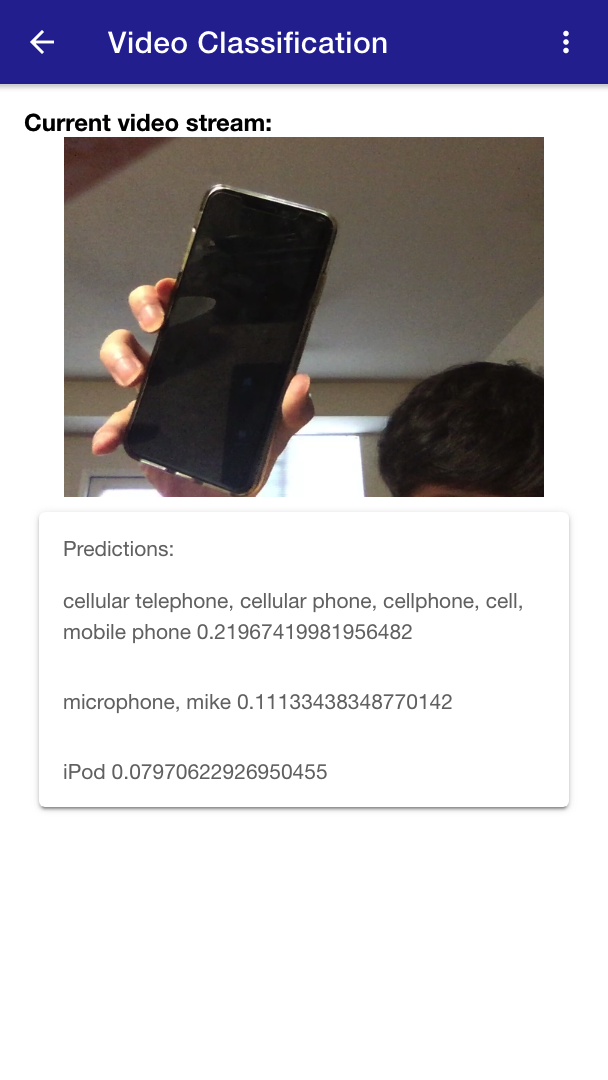 Video Classification
Current video stream:
Predictions:
cellular telephone, cellular phone, cellphone, cell,
mobile phone 0.21967419981956482
microphone, mike 0.11133438348770142
iPod 0.07970622926950455